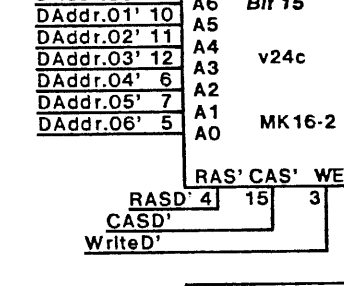 A6 Bit 15
DAddr.01' 10 A5
DAddr.02' 11 A4
DAddr.03' 12 A3 v24c
DAddr.04' 6 A2
DAddr.05' 7 A1
DAddr.06' 5 A0 MK16-2
RAS' CAS' WE
RASD' 4 15 3
CASD'
WriteD'